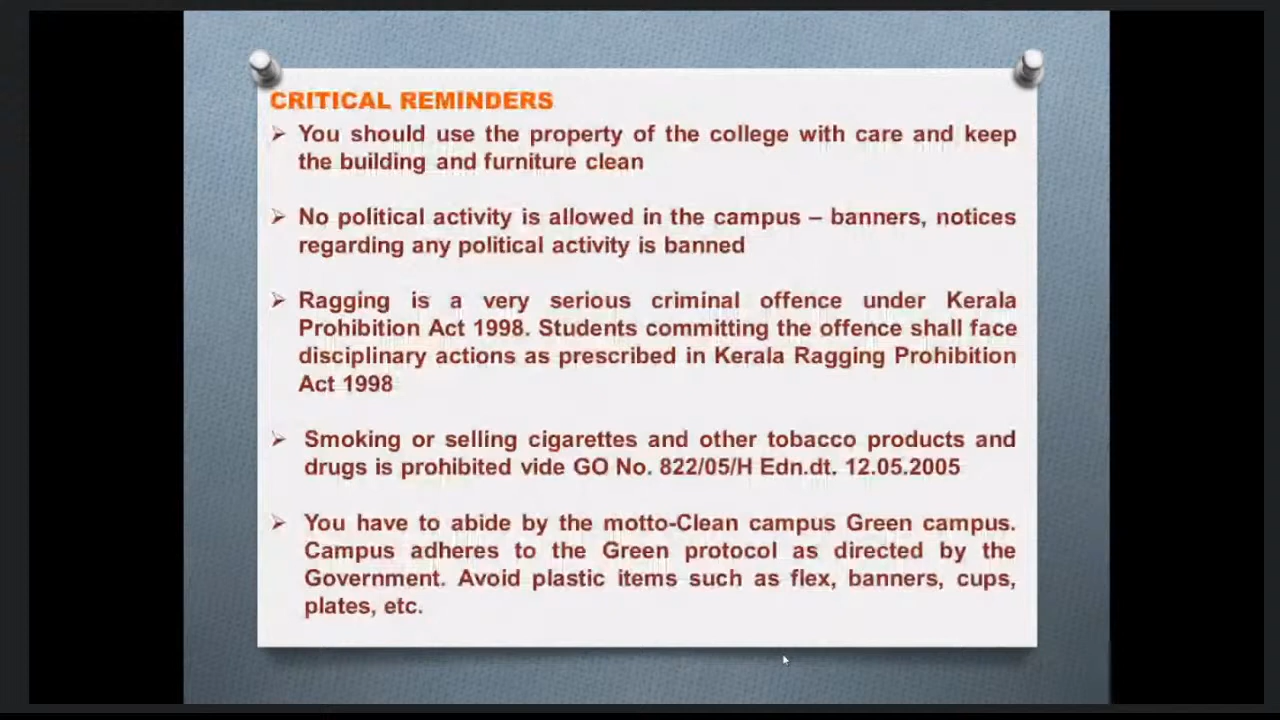 CRITICAL REMINDERS
➢ You should use the property of the college with care and keep
the building and furniture clean
➢ No political activity is allowed in the campus – banners, notices
regarding any political activity is banned
➢ Ragging is a very serious criminal offence under Kerala
Prohibition Act 1998. Students committing the offence shall face
disciplinary actions as prescribed in Kerala Ragging Prohibition
Act 1998
➢ Smoking or selling cigarettes and other tobacco products and
drugs is prohibited vide GO No. 822/05/H Edn.dt. 12.05.2005
➢ You have to abide by the motto-Clean campus Green campus.
Campus adheres to the Green protocol as directed by the
Government. Avoid plastic items such as flex, banners, cups,
plates, etc.